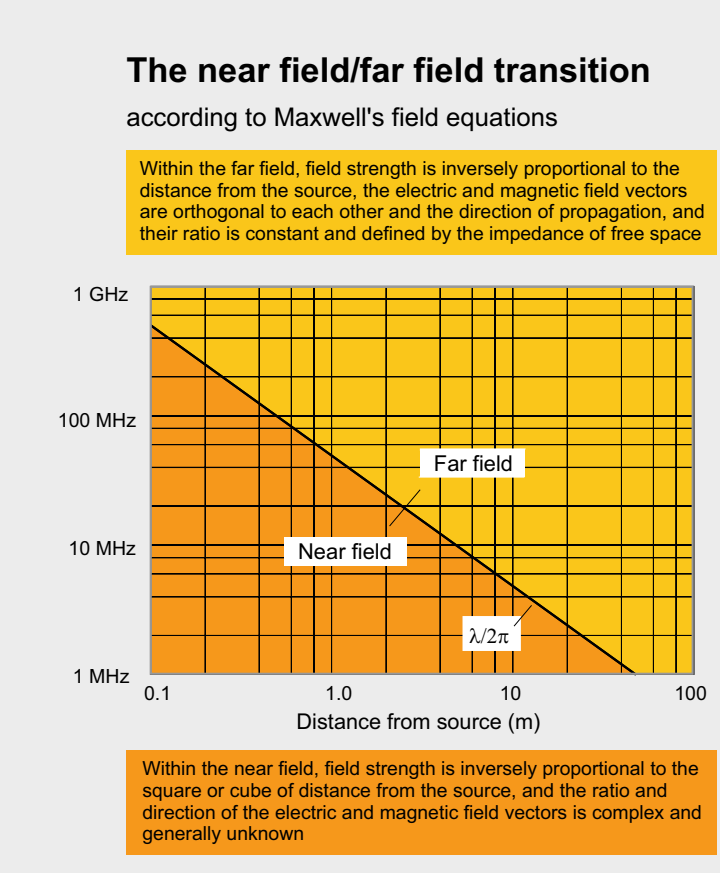 The near field/far field transition
according to Maxwell's field equations
Within the far field, field strength is inversely proportional to the
distance from the source, the electric and magnetic field vectors
are orthogonal to each other and the direction of propagation, and
their ratio is constant and defined by the impedance of free space
1 GHz
100 MHz
Far field
10 MHz
Near field
λ/2π
1 MHz
0.1 1.0 10 100
Distance from source (m)
Within the near field, field strength is inversely proportional to the
square or cube of distance from the source, and the ratio and
direction of the electric and magnetic field vectors is complex and
generally unknown